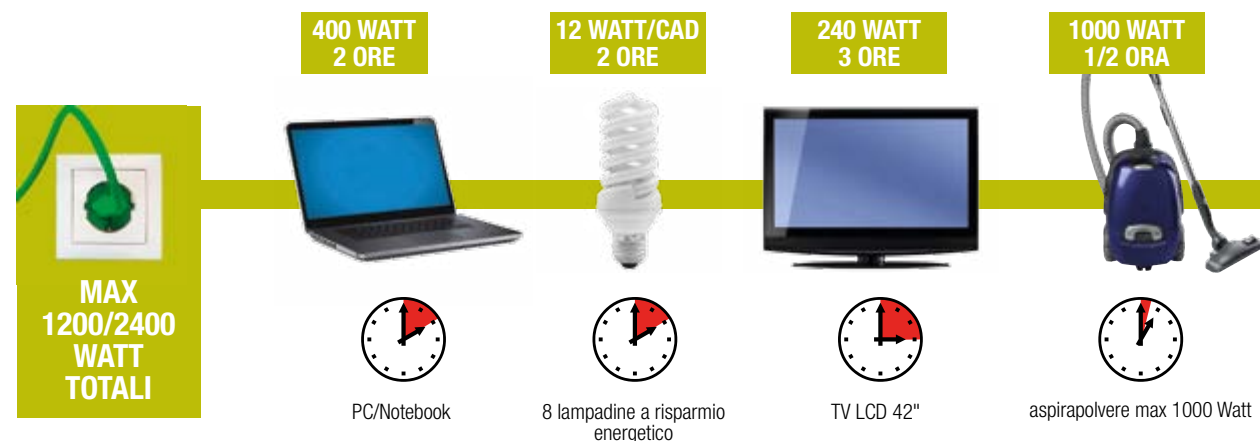 400 WATT
2 ORE
12 WATT/CAD
2 ORE
240 WATT
3 ORE
1000 WATT
1/2 ORA
MAX
1200/2400
WATT
TOTALI
PC/Notebook
8 lampadine a risparmio
energetico
TV LCD 42"
aspirapolvere max 1000 Watt